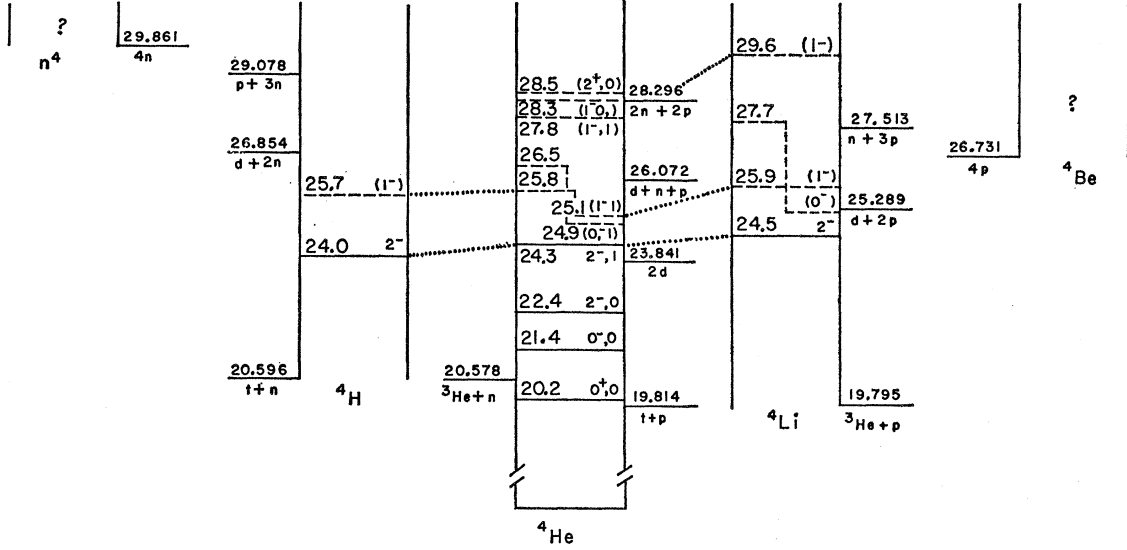 ?
n⁴
29.861
4n
29.078
p + 3n
26.854
d + 2n
25.7 (1-)
24.0 2-
20.596
t + n
⁴H
28.5 (2+,0)
28.3 (1-0,)
27.8 (1-,1)
26.5
25.8
25.1 (1-1)
24.9 (0,-1)
24.3 2-,1
22.4 2-,0
21.4 0-,0
20.2 0+,0
20.578
³He + n
⁴He
28.296
2n + 2p
26.072
d + n + p
23.841
2d
19.814
t + p
29.6 (1-)
27.7
25.9 (1-)
(0-)
24.5 2-
⁴Li
27.513
n + 3p
25.289
d + 2p
19,795
³He + p
26.731
4p
?
⁴Be